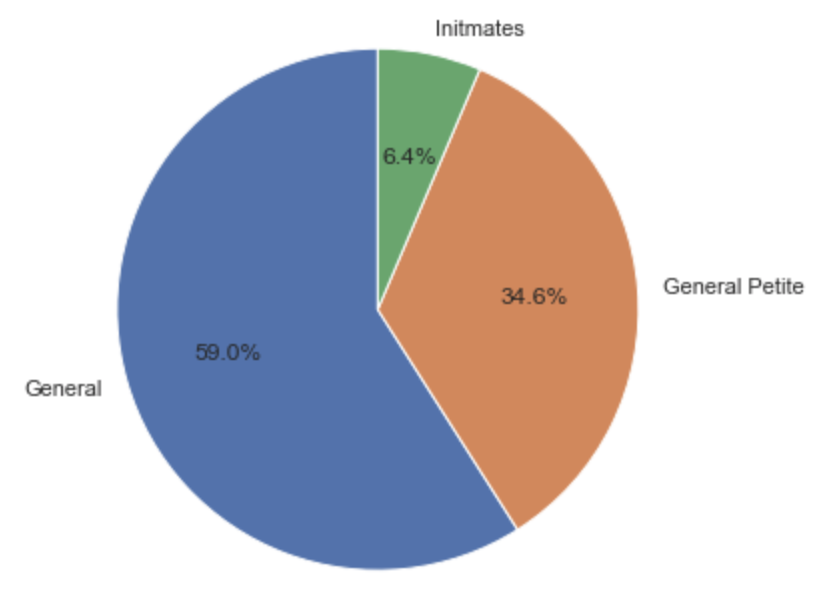 Initmates
6.4%
34.6%
General Petite
59.0%
General